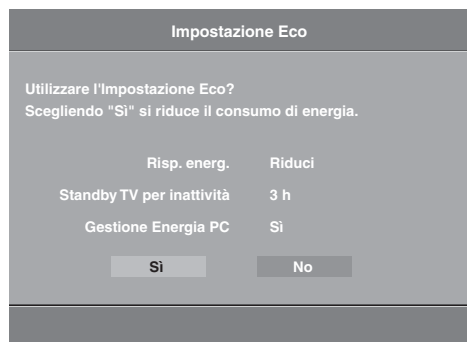 Impostazione Eco
Utilizzare l'Impostazione Eco?
Scegliendo "Sì" si riduce il consumo di energia.
Risp. energ. Riduci
Standby TV per inattività 3 h
Gestione Energia PC Sì
Sì No